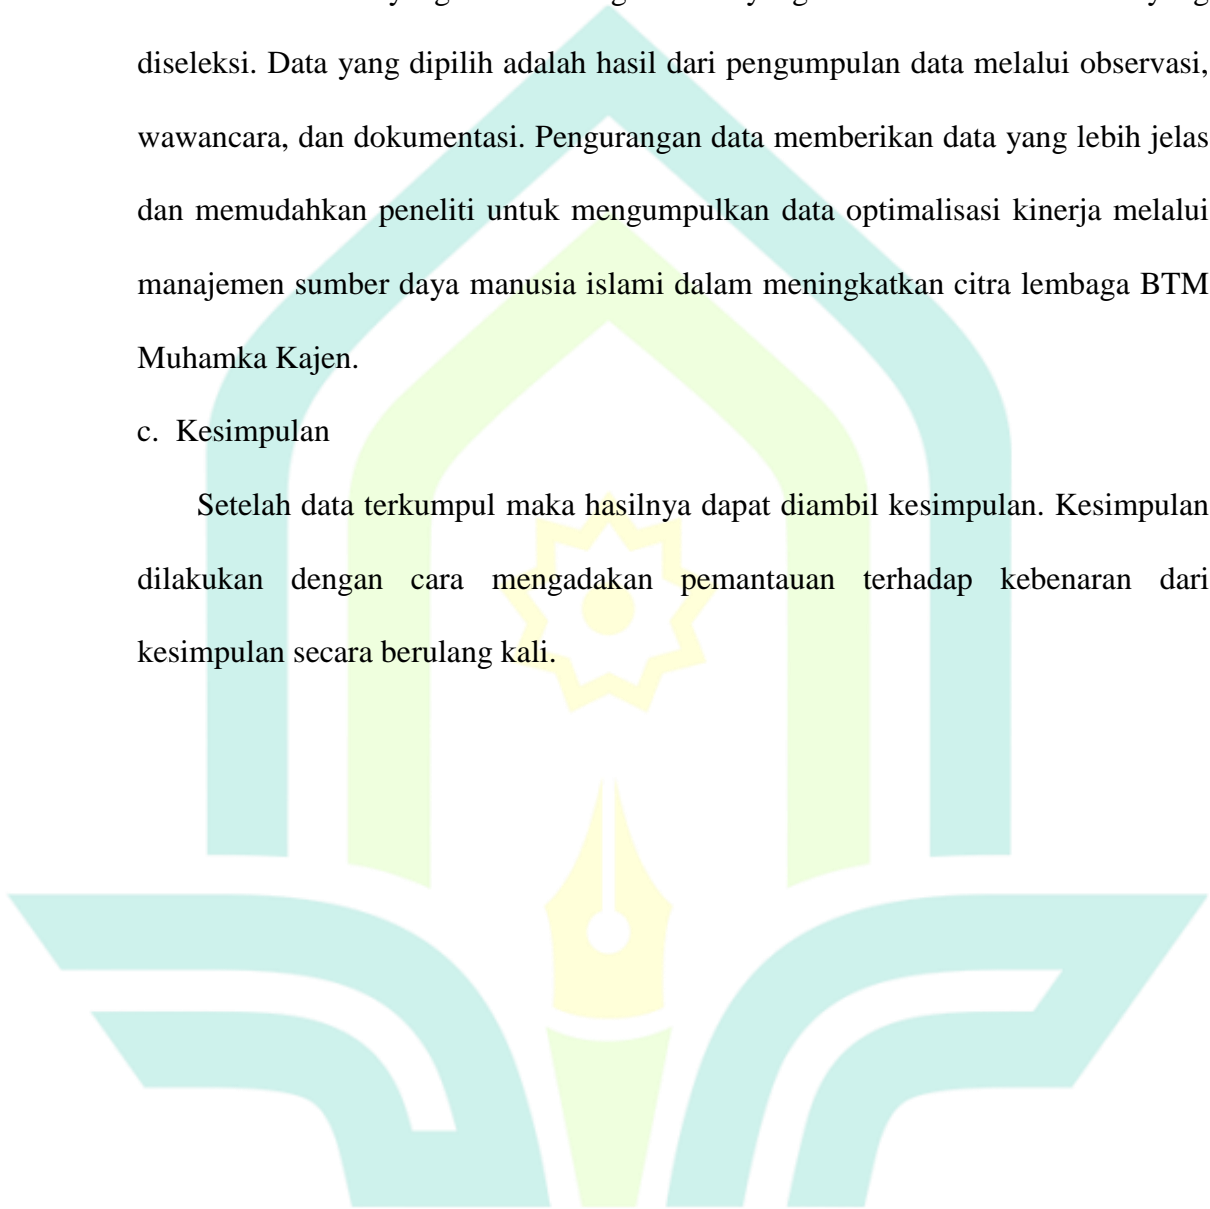 diseleksi. Data yang dipilih adalah hasil dari pengumpulan data melalui observasi,
wawancara, dan dokumentasi. Pengurangan data memberikan data yang lebih jelas
dan memudahkan peneliti untuk mengumpulkan data optimalisasi kinerja melalui
manajemen sumber daya manusia islami dalam meningkatkan citra lembaga BTM
Muhamka Kajen.
c. Kesimpulan
Setelah data terkumpul maka hasilnya dapat diambil kesimpulan. Kesimpulan
dilakukan dengan cara mengadakan pemantauan terhadap kebenaran dari
kesimpulan secara berulang kali.